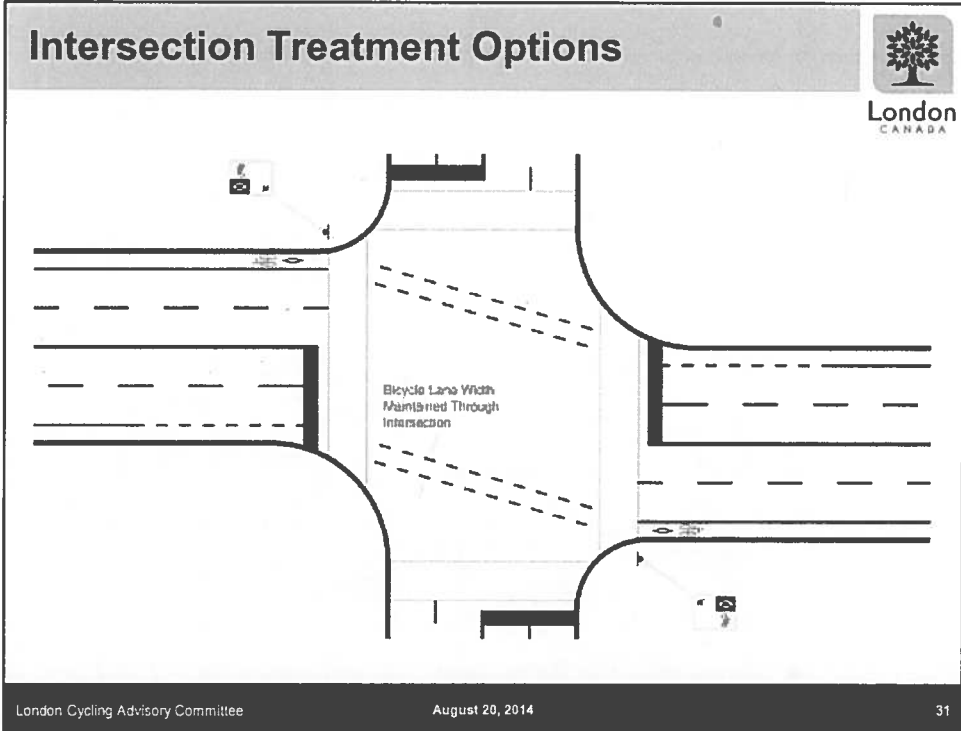 Intersection Treatment Options
London
CANADA
Bicycle Lane Width
Maintained Through
Intersection
London Cycling Advisory Committee
August 20, 2014
31